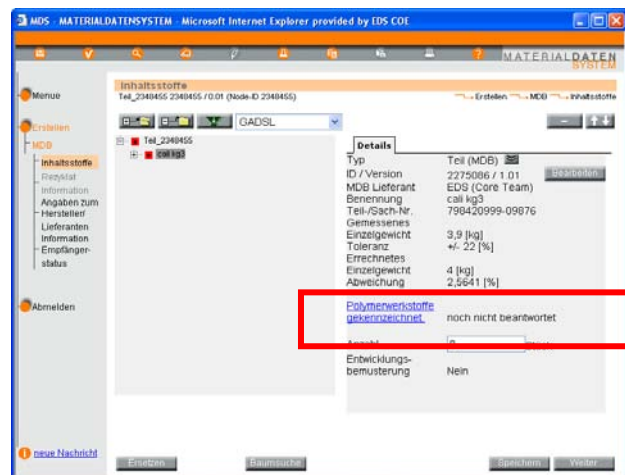 MDS - MATERIALDATENSYSTEM - Microsoft Internet Explorer provided by EDS COE
MATERIALDATEN
SYSTEM
Menue
Erstellen
MDB
Inhaltsstoffe
Rezyklat
Information
Angaben zum
Hersteller/
Lieferanten
Information
Empfänger-
status
Abmelden
neue Nachricht
Inhaltsstoffe
Teil_2348455 2348455 / 0.01 (Node-ID 2348455)
Erstellen MDB Inhaltsstoffe
GADSL
Teil_2348455
cali kg3
Details
Typ Teil (MDB)
ID / Version 2275086 / 1.01 Bearbeiten
MDB Lieferant EDS (Core Team)
Benennung cali kg3
Teil-/Sach-Nr. 798420999-09876
Gemessenes
Einzelgewicht 3,9 [kg]
Toleranz +/- 22 [%]
Errechnetes
Einzelgewicht 4 [kg]
Abweichung 2,5641 [%]
Polymerwerkstoffe
gekennzeichnet noch nicht beantwortet
Anzahl
Entwicklungs-
bemusterung Nein
Ersetzen Baumsuche Speichern Weiter